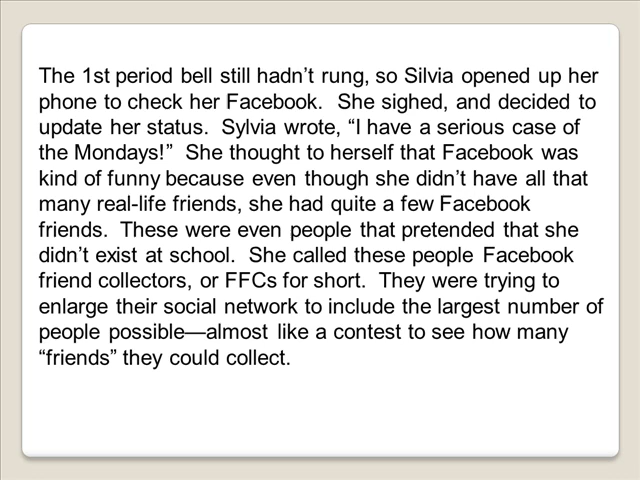 The 1st period bell still hadn’t rung, so Silvia opened up her
phone to check her Facebook.  She sighed, and decided to
update her status.  Sylvia wrote, “I have a serious case of
the Mondays!”  She thought to herself that Facebook was
kind of funny because even though she didn’t have all that
many real-life friends, she had quite a few Facebook
friends.  These were even people that pretended that she
didn’t exist at school.  She called these people Facebook
friend collectors, or FFCs for short.  They were trying to
enlarge their social network to include the largest number of
people possible—almost like a contest to see how many
“friends” they could collect.